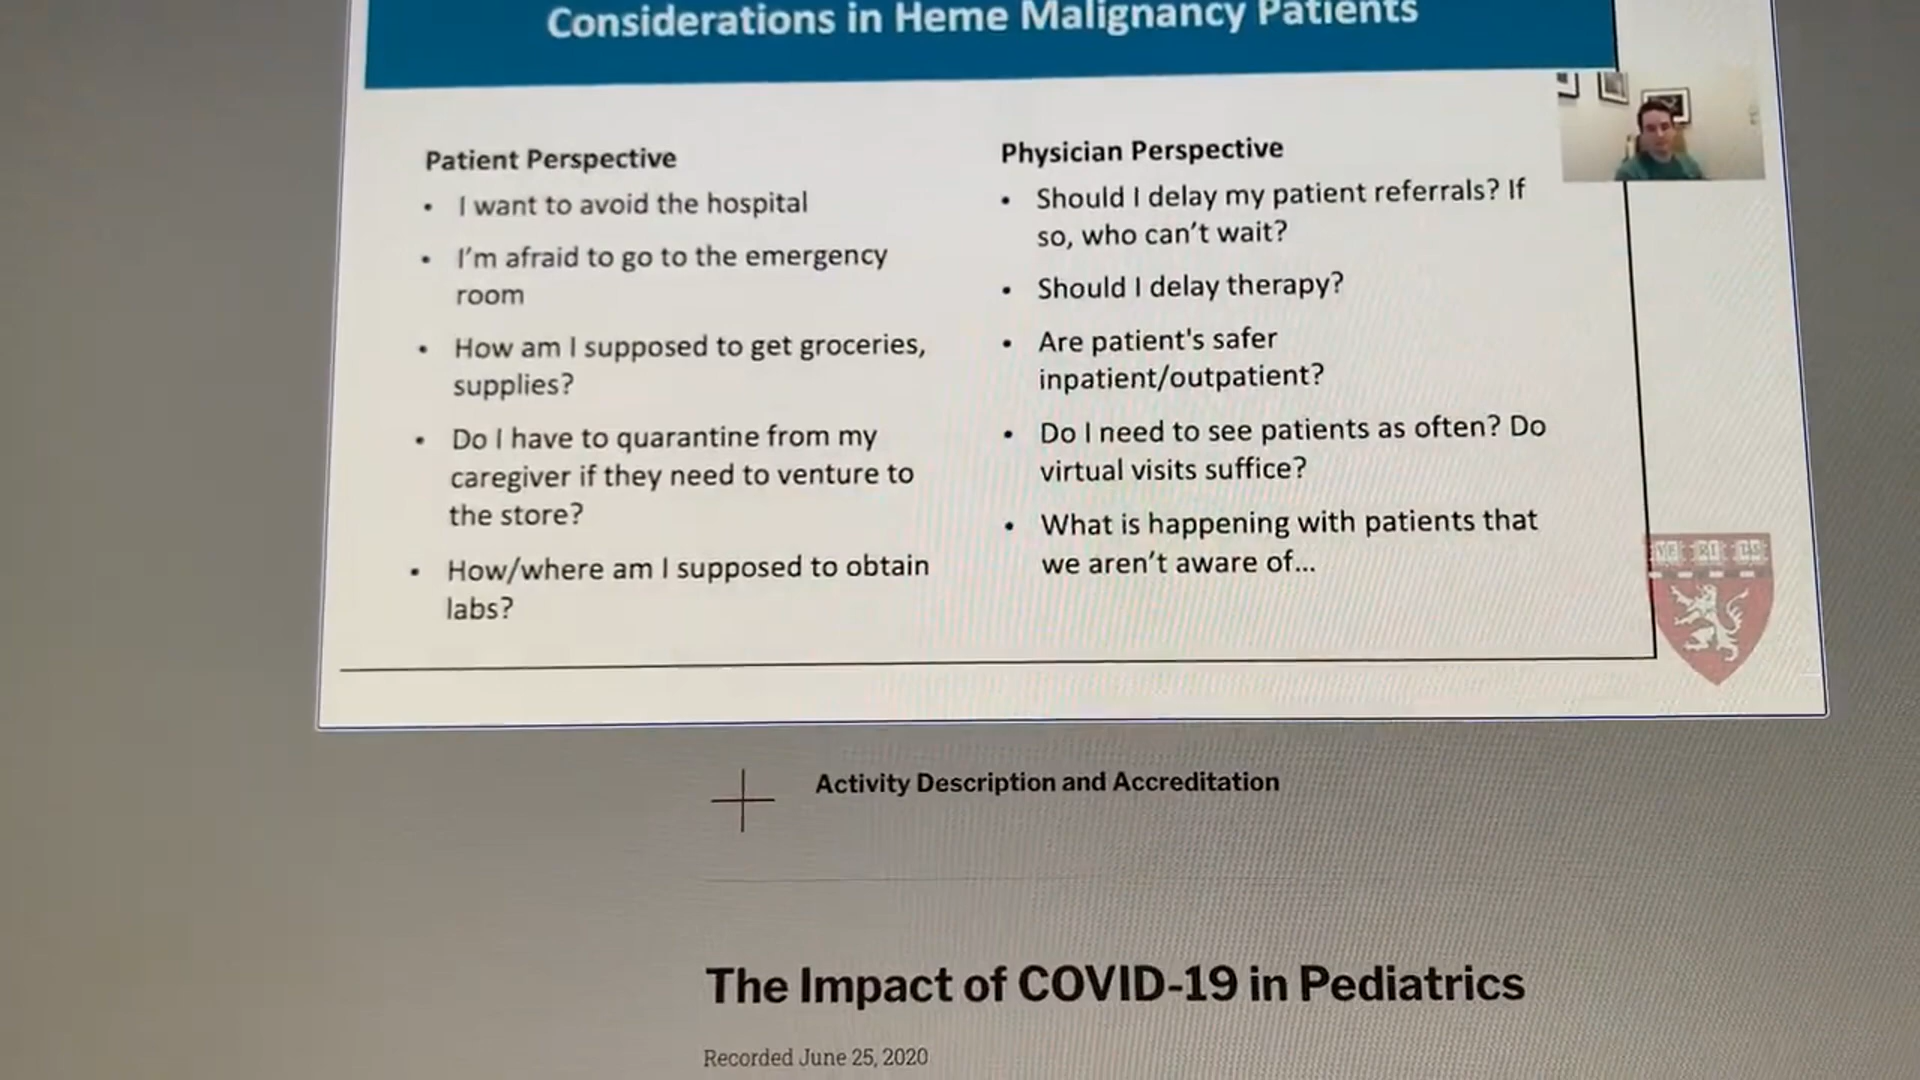 Considerations in Heme Malignancy Patients
Patient Perspective
• I want to avoid the hospital
• I'm afraid to go to the emergency
room
• How am I supposed to get groceries,
supplies?
• Do I have to quarantine from my
caregiver if they need to venture to
the store?
• How/where am I supposed to obtain
labs?
Physician Perspective
• Should I delay my patient referrals? If
so, who can't wait?
• Should I delay therapy?
• Are patient's safer
inpatient/outpatient?
• Do I need to see patients as often? Do
virtual visits suffice?
• What is happening with patients that
we aren't aware of...
VE RI TAS
Activity Description and Accreditation
The Impact of COVID-19 in Pediatrics
Recorded June 25, 2020